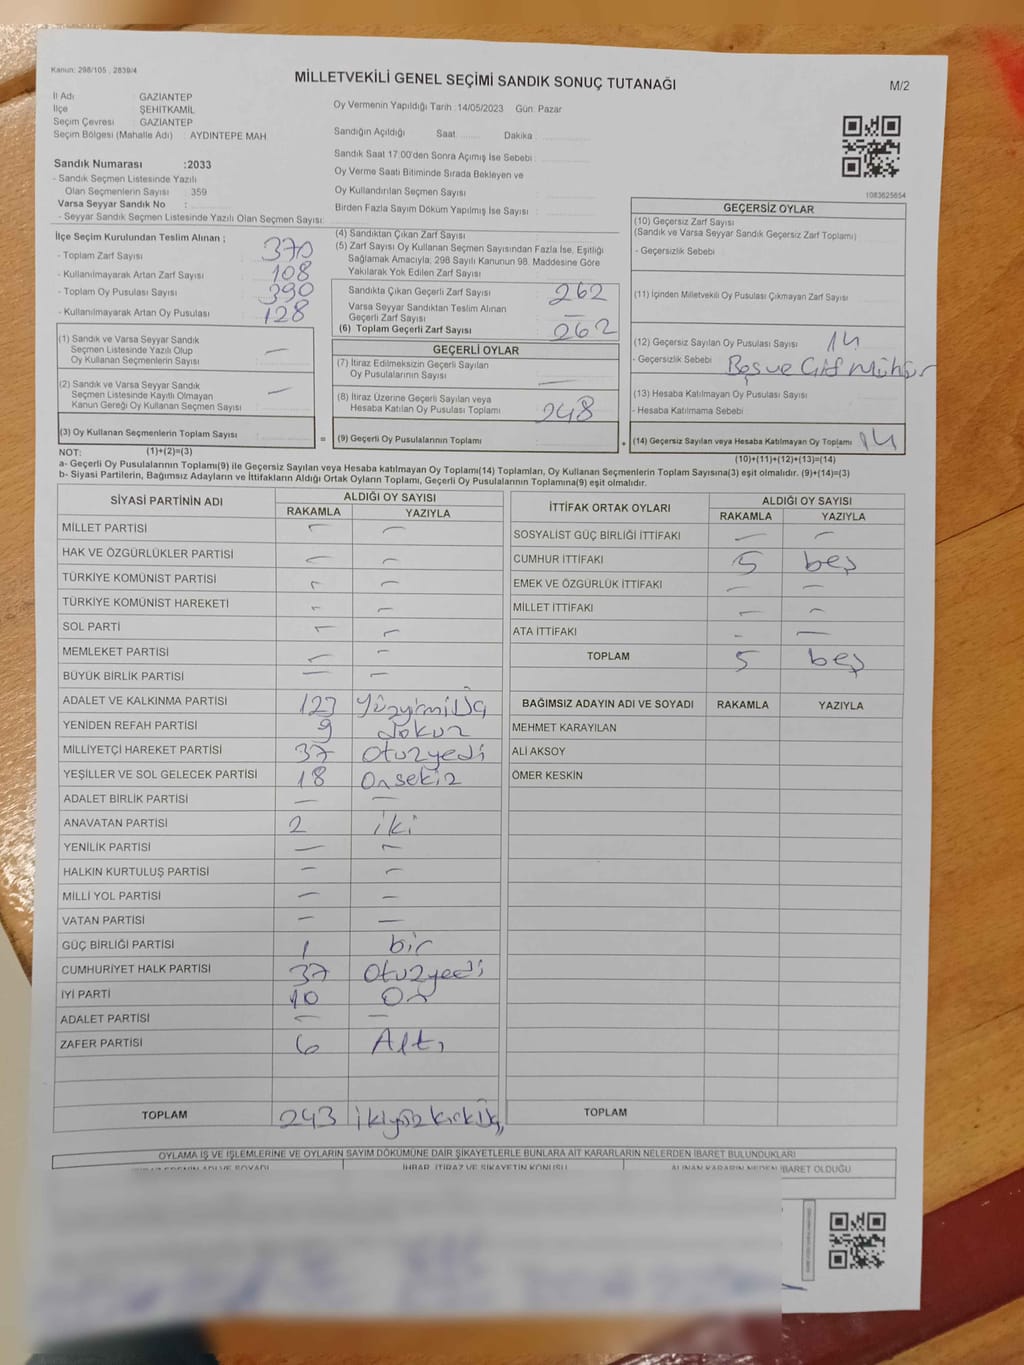 Kanun: 298/105 , 2839/4
MİLLETVEKİLİ GENEL SEÇİMİ SANDIK SONUÇ TUTANAĞI
M/2
İl Adı : GAZİANTEP
İlçe : ŞEHİTKAMİL
Seçim Çevresi : GAZİANTEP
Seçim Bölgesi (Mahalle Adı) : AYDINTEPE MAH.
Sandık Numarası :2033
- Sandık Seçmen Listesinde Yazılı
Olan Seçmenlerin Sayısı : 359
Varsa Seyyar Sandık No :
- Seyyar Sandık Seçmen Listesinde Yazılı Olan Seçmen Sayısı:
Oy Vermenin Yapıldığı Tarih :14/05/2023 Gün: Pazar
Sandığın Açıldığı Saat: Dakika:
Sandık Saat 17:00'den Sonra Açımış İse Sebebi :
Oy Verme Saati Bitiminde Sırada Bekleyen ve
Oy Kullandırılan Seçmen Sayısı :
Birden Fazla Sayım Döküm Yapılmış İse Sayısı :
1083625654
İlçe Seçim Kurulundan Teslim Alınan ;
- Toplam Zarf Sayısı : 370
- Kullanılmayarak Artan Zarf Sayısı : 108
- Toplam Oy Pusulası Sayısı : 390
- Kullanılmayarak Artan Oy Pusulası : 128
(1) Sandık ve Varsa Seyyar Sandık
Seçmen Listesinde Yazılı Olup
Oy Kullanan Seçmenlerin Sayısı : —
(2) Sandık ve Varsa Seyyar Sandık
Seçmen Listesinde Kayıtlı Olmayan
Kanun Gereği Oy Kullanan Seçmen Sayısı : —
(3) Oy Kullanan Seçmenlerin Toplam Sayısı :
(4) Sandıktan Çıkan Zarf Sayısı :
(5) Zarf Sayısı Oy Kullanan Seçmen Sayısından Fazla İse, Eşitliği
Sağlamak Amacıyla; 298 Sayılı Kanunun 98. Maddesine Göre
Yakılarak Yok Edilen Zarf Sayısı :
Sandıkta Çıkan Geçerli Zarf Sayısı : 262
Varsa Seyyar Sandıktan Teslim Alınan
Geçerli Zarf Sayısı : —
(6) Toplam Geçerli Zarf Sayısı : 262
GEÇERLİ OYLAR
(7) İtiraz Edilmeksizin Geçerli Sayılan
Oy Pusulalarının Sayısı : —
(8) İtiraz Üzerine Geçerli Sayılan veya
Hesaba Katılan Oy Pusulası Toplamı : 248
= (9) Geçerli Oy Pusulalarının Toplamı :
GEÇERSİZ OYLAR
(10) Geçersiz Zarf Sayısı
(Sandık ve Varsa Seyyar Sandık Geçersiz Zarf Toplamı) :
- Geçersizlik Sebebi :
(11) İçinden Milletvekili Oy Pusulası Çıkmayan Zarf Sayısı :
(12) Geçersiz Sayılan Oy Pusulası Sayısı : 14
- Geçersizlik Sebebi : Boş ve Çift Mühür
(13) Hesaba Katılmayan Oy Pusulası Sayısı :
- Hesaba Katılmama Sebebi :
+ (14) Geçersiz Sayılan veya Hesaba Katılmayan Oy Toplamı : 14
NOT: (1)+(2)=(3)
(10)+(11)+(12)+(13)=(14)
a- Geçerli Oy Pusulalarının Toplamı(9) ile Geçersiz Sayılan veya Hesaba katılmayan Oy Toplamı(14) Toplamları, Oy Kullanan Seçmenlerin Toplam Sayısına(3) eşit olmalıdır. (9)+(14)=(3)
b- Siyasi Partilerin, Bağımsız Adayların ve İttifakların Aldığı Ortak Oyların Toplamı, Geçerli Oy Pusulalarının Toplamına(9) eşit olmalıdır.
SİYASİ PARTİNİN ADI
ALDIĞI OY SAYISI
RAKAMLA YAZIYLA
MİLLET PARTİSİ — —
HAK VE ÖZGÜRLÜKLER PARTİSİ — —
TÜRKİYE KOMÜNİST PARTİSİ — —
TÜRKİYE KOMÜNİST HAREKETİ — —
SOL PARTİ — —
MEMLEKET PARTİSİ — —
BÜYÜK BİRLİK PARTİSİ — —
ADALET VE KALKINMA PARTİSİ 123 Yüzyirmi Üç
YENİDEN REFAH PARTİSİ 9 dokuz
MİLLİYETÇİ HAREKET PARTİSİ 37 Otuzyedi
YEŞİLLER VE SOL GELECEK PARTİSİ 18 Onsekiz
ADALET BİRLİK PARTİSİ — —
ANAVATAN PARTİSİ 2 iki
YENİLİK PARTİSİ — —
HALKIN KURTULUŞ PARTİSİ — —
MİLLİ YOL PARTİSİ — —
VATAN PARTİSİ — —
GÜÇ BİRLİĞİ PARTİSİ 1 bir
CUMHURİYET HALK PARTİSİ 37 Otuzyedi
İYİ PARTİ 10 On
ADALET PARTİSİ — —
ZAFER PARTİSİ 6 Altı
TOPLAM 243 ikiyüz kırk Üç
İTTİFAK ORTAK OYLARI
ALDIĞI OY SAYISI
RAKAMLA YAZIYLA
SOSYALİST GÜÇ BİRLİĞİ İTTİFAKI — —
CUMHUR İTTİFAKI 5 beş
EMEK VE ÖZGÜRLÜK İTTİFAKI — —
MİLLET İTTİFAKI — —
ATA İTTİFAKI — —
TOPLAM 5 beş
BAĞIMSIZ ADAYIN ADI VE SOYADI RAKAMLA YAZIYLA
MEHMET KARAYILAN
ALİ AKSOY
ÖMER KESKİN
TOPLAM
OYLAMA İŞ VE İŞLEMLERİNE VE OYLARIN SAYIM DÖKÜMÜNE DAİR ŞİKAYETLERLE BUNLARA AİT KARARLARIN NELERDEN İBARET BULUNDUKLARI
İHBAR, İTİRAZ VE ŞİKAYETİN KONUSU
ALINAN KARARIN NEDEN İBARET OLDUĞU